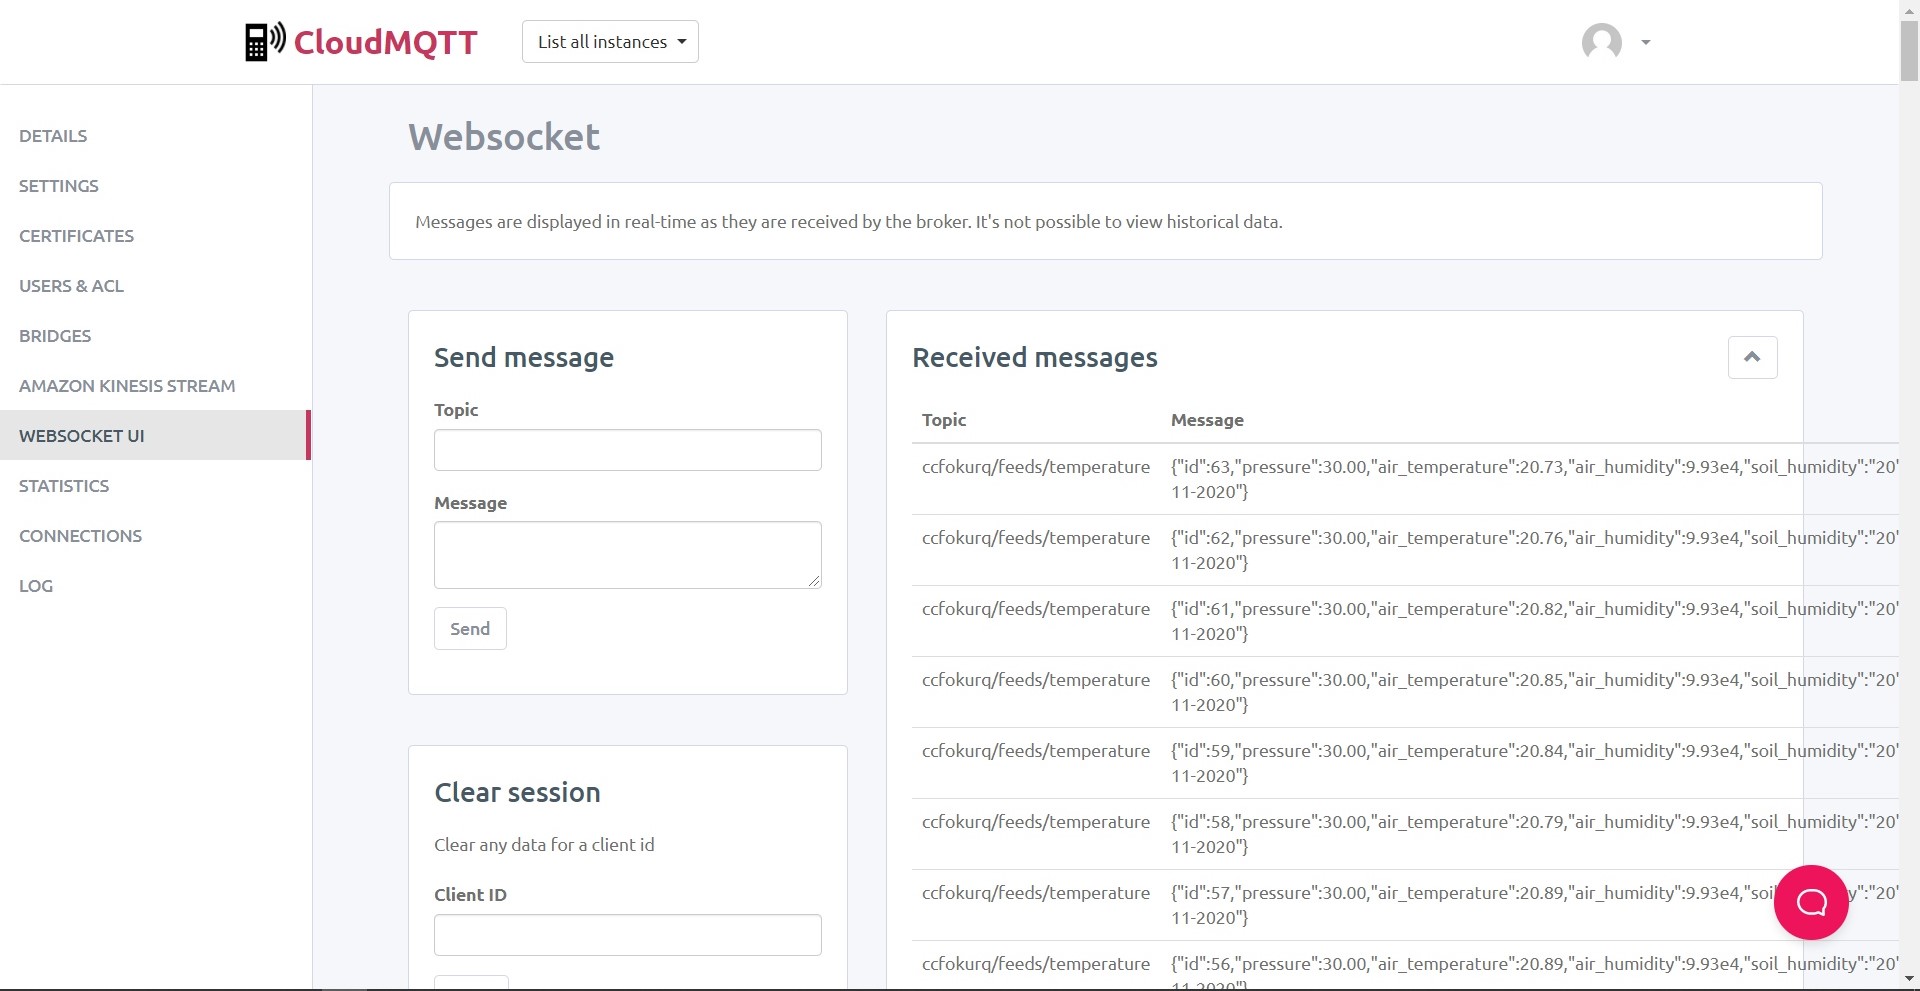 CloudMQTT
List all instances
DETAILS
SETTINGS
CERTIFICATES
USERS & ACL
BRIDGES
AMAZON KINESIS STREAM
WEBSOCKET UI
STATISTICS
CONNECTIONS
LOG
Websocket
Messages are displayed in real-time as they are received by the broker. It's not possible to view historical data.
Send message
Topic
Message
Send
Clear session
Clear any data for a client id
Client ID
Received messages
Topic Message
ccfokurq/feeds/temperature {"id":63,"pressure":30.00,"air_temperature":20.73,"air_humidity":9.93e4,"soil_humidity":"20'
11-2020"}
ccfokurq/feeds/temperature {"id":62,"pressure":30.00,"air_temperature":20.76,"air_humidity":9.93e4,"soil_humidity":"20'
11-2020"}
ccfokurq/feeds/temperature {"id":61,"pressure":30.00,"air_temperature":20.82,"air_humidity":9.93e4,"soil_humidity":"20'
11-2020"}
ccfokurq/feeds/temperature {"id":60,"pressure":30.00,"air_temperature":20.85,"air_humidity":9.93e4,"soil_humidity":"20'
11-2020"}
ccfokurq/feeds/temperature {"id":59,"pressure":30.00,"air_temperature":20.84,"air_humidity":9.93e4,"soil_humidity":"20'
11-2020"}
ccfokurq/feeds/temperature {"id":58,"pressure":30.00,"air_temperature":20.79,"air_humidity":9.93e4,"soil_humidity":"20'
11-2020"}
ccfokurq/feeds/temperature {"id":57,"pressure":30.00,"air_temperature":20.89,"air_humidity":9.93e4,"soi y":"20'
11-2020"}
ccfokurq/feeds/temperature {"id":56,"pressure":30.00,"air_temperature":20.89,"air_humidity":9.93e4,"soil_humidity":"20'
11-2020"}